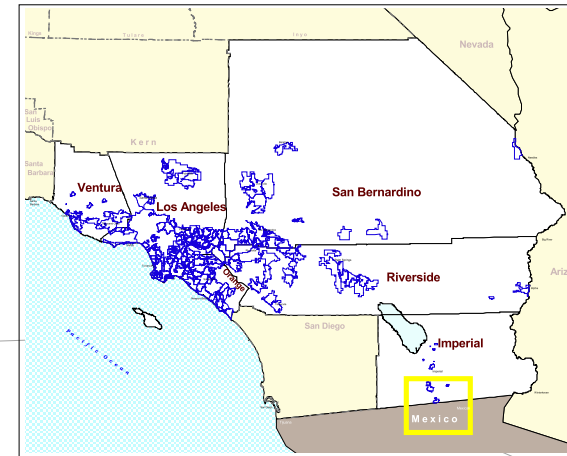 Kings
Tulare
Inyo
Nevada
San
Luis
Obispo
Kern
Santa
Barbara
Ventura
Los Angeles
San Bernardino
Orange
Riverside
Ariz
San Diego
Imperial
Pacific Ocean
Mexico